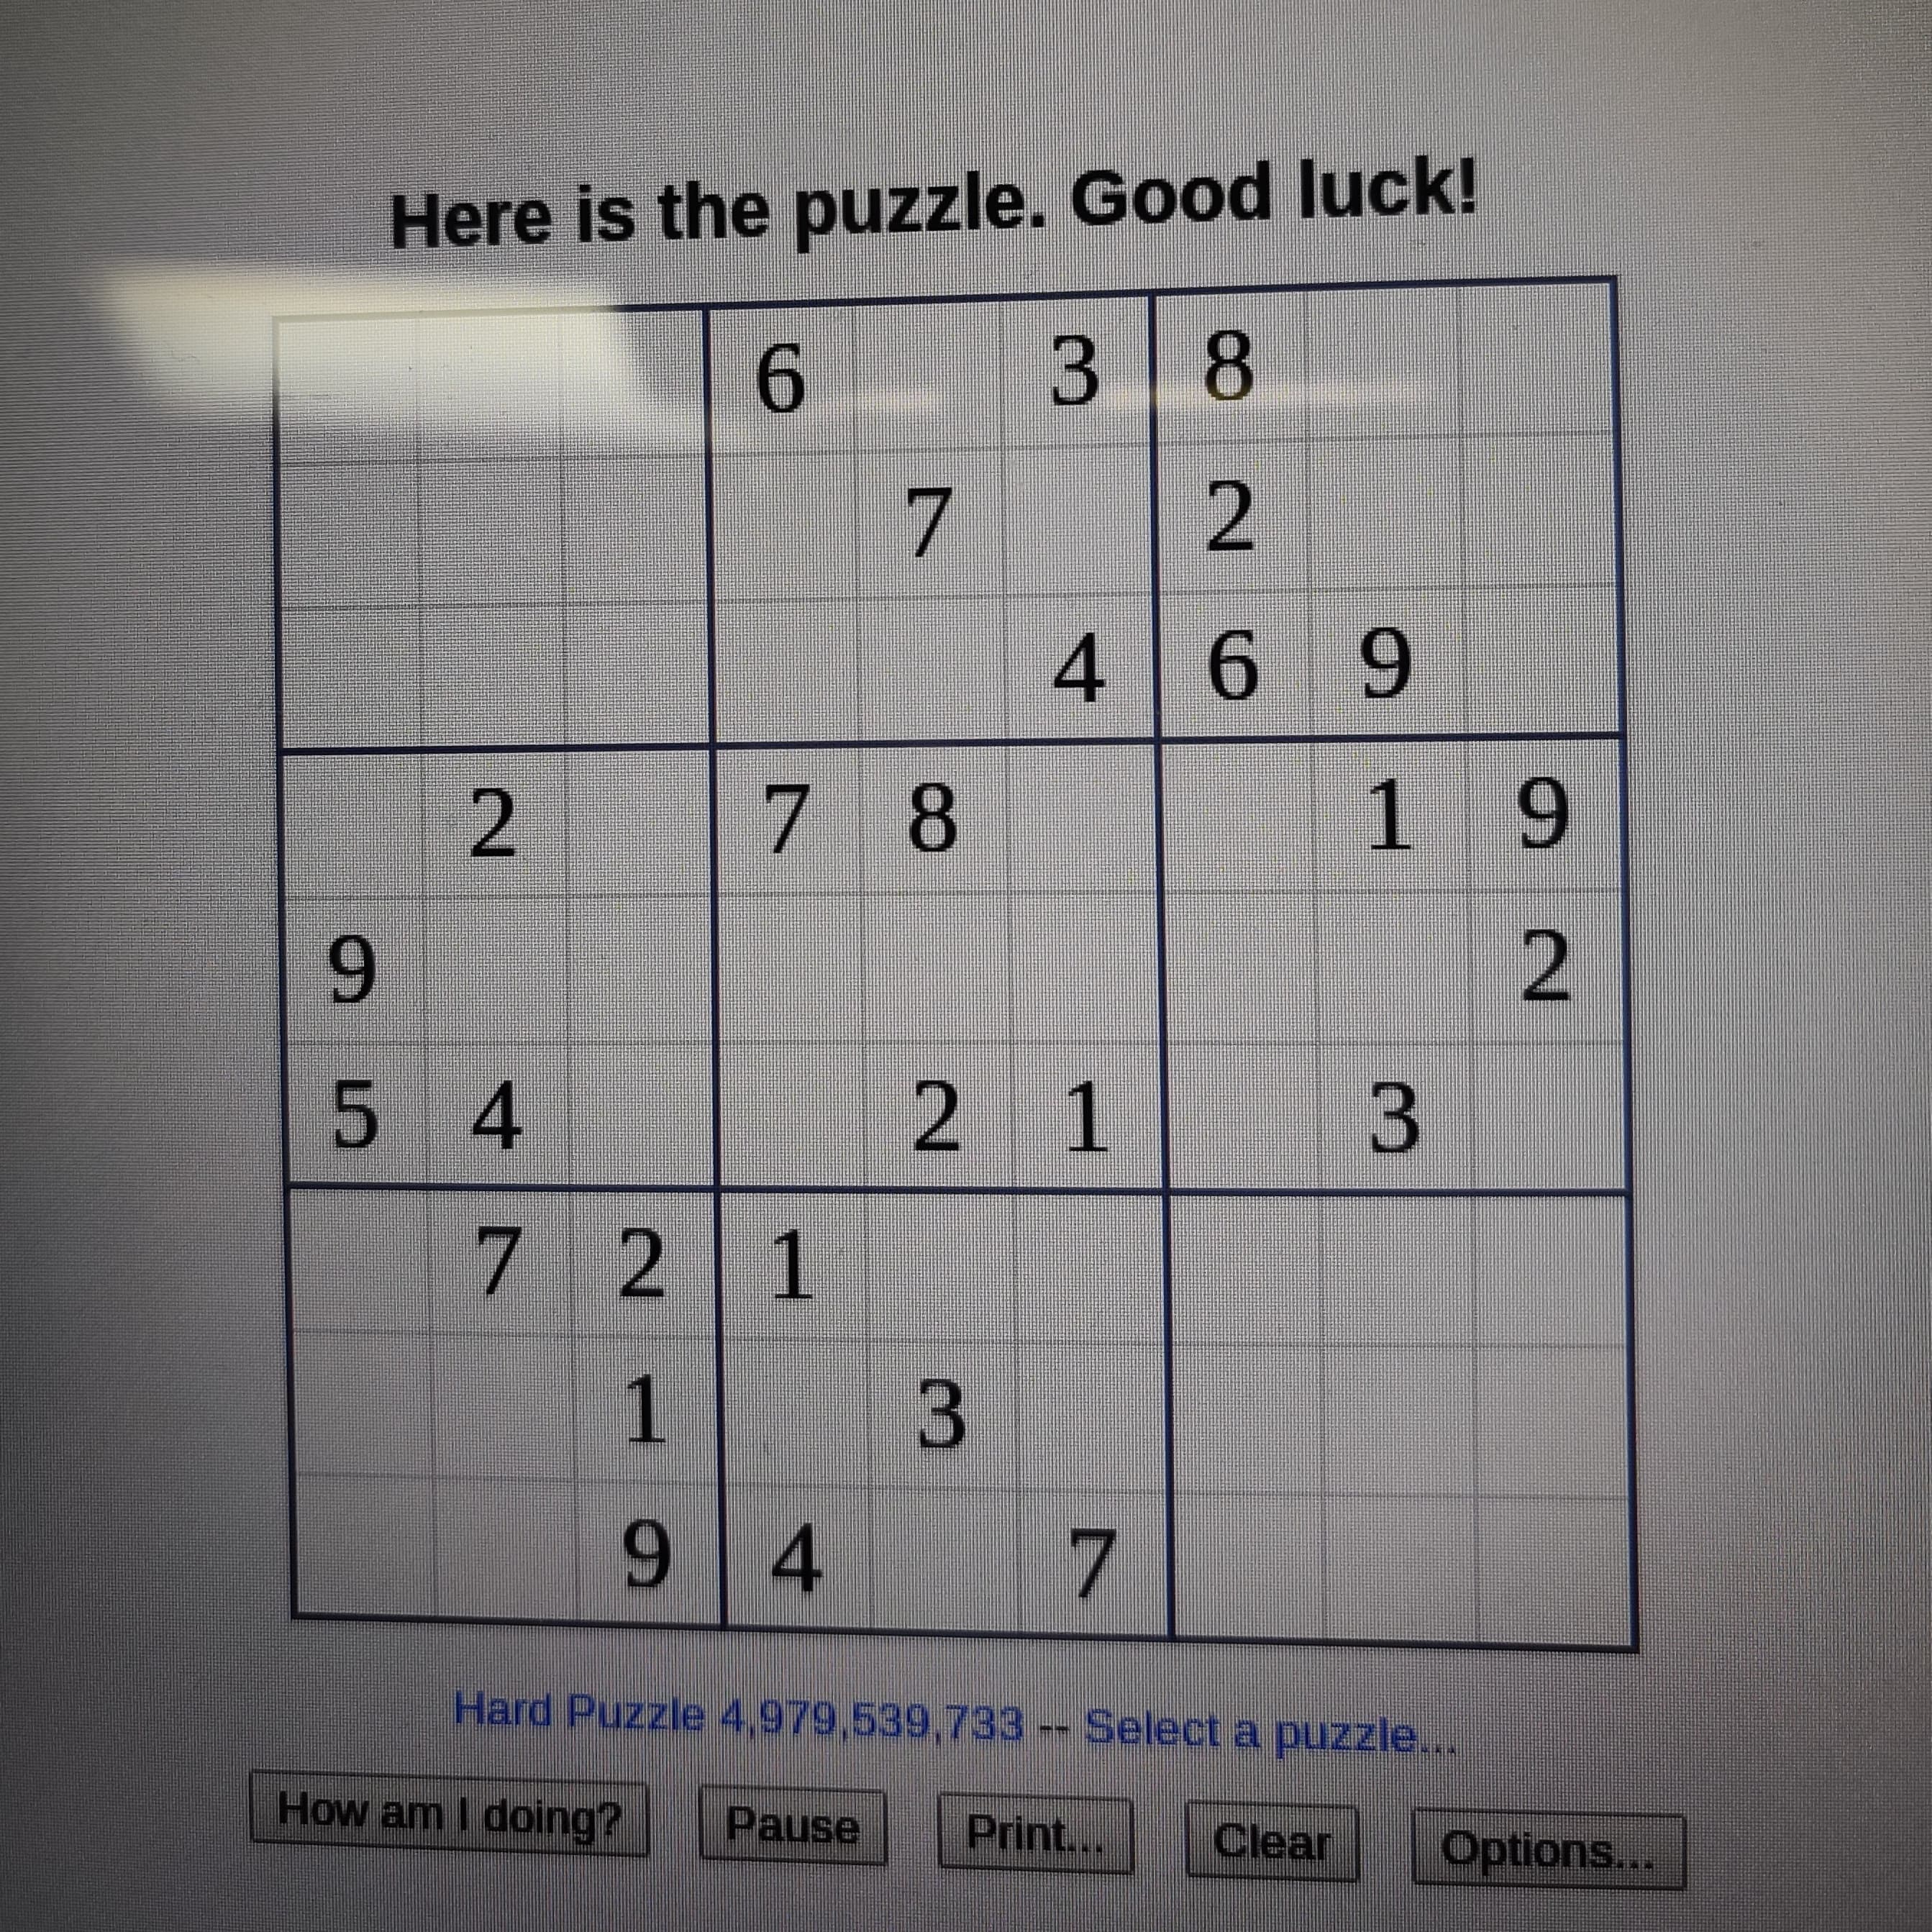 Here is the puzzle. Good luck!
6 3 8
7 2
4 6 9
2 7 8 1 9
9 2
5 4 2 1 3
7 2 1
1 3
9 4 7
Hard Puzzle 4,979,539,733 -- Select a puzzle...
How am I doing? Pause Print... Clear Options...